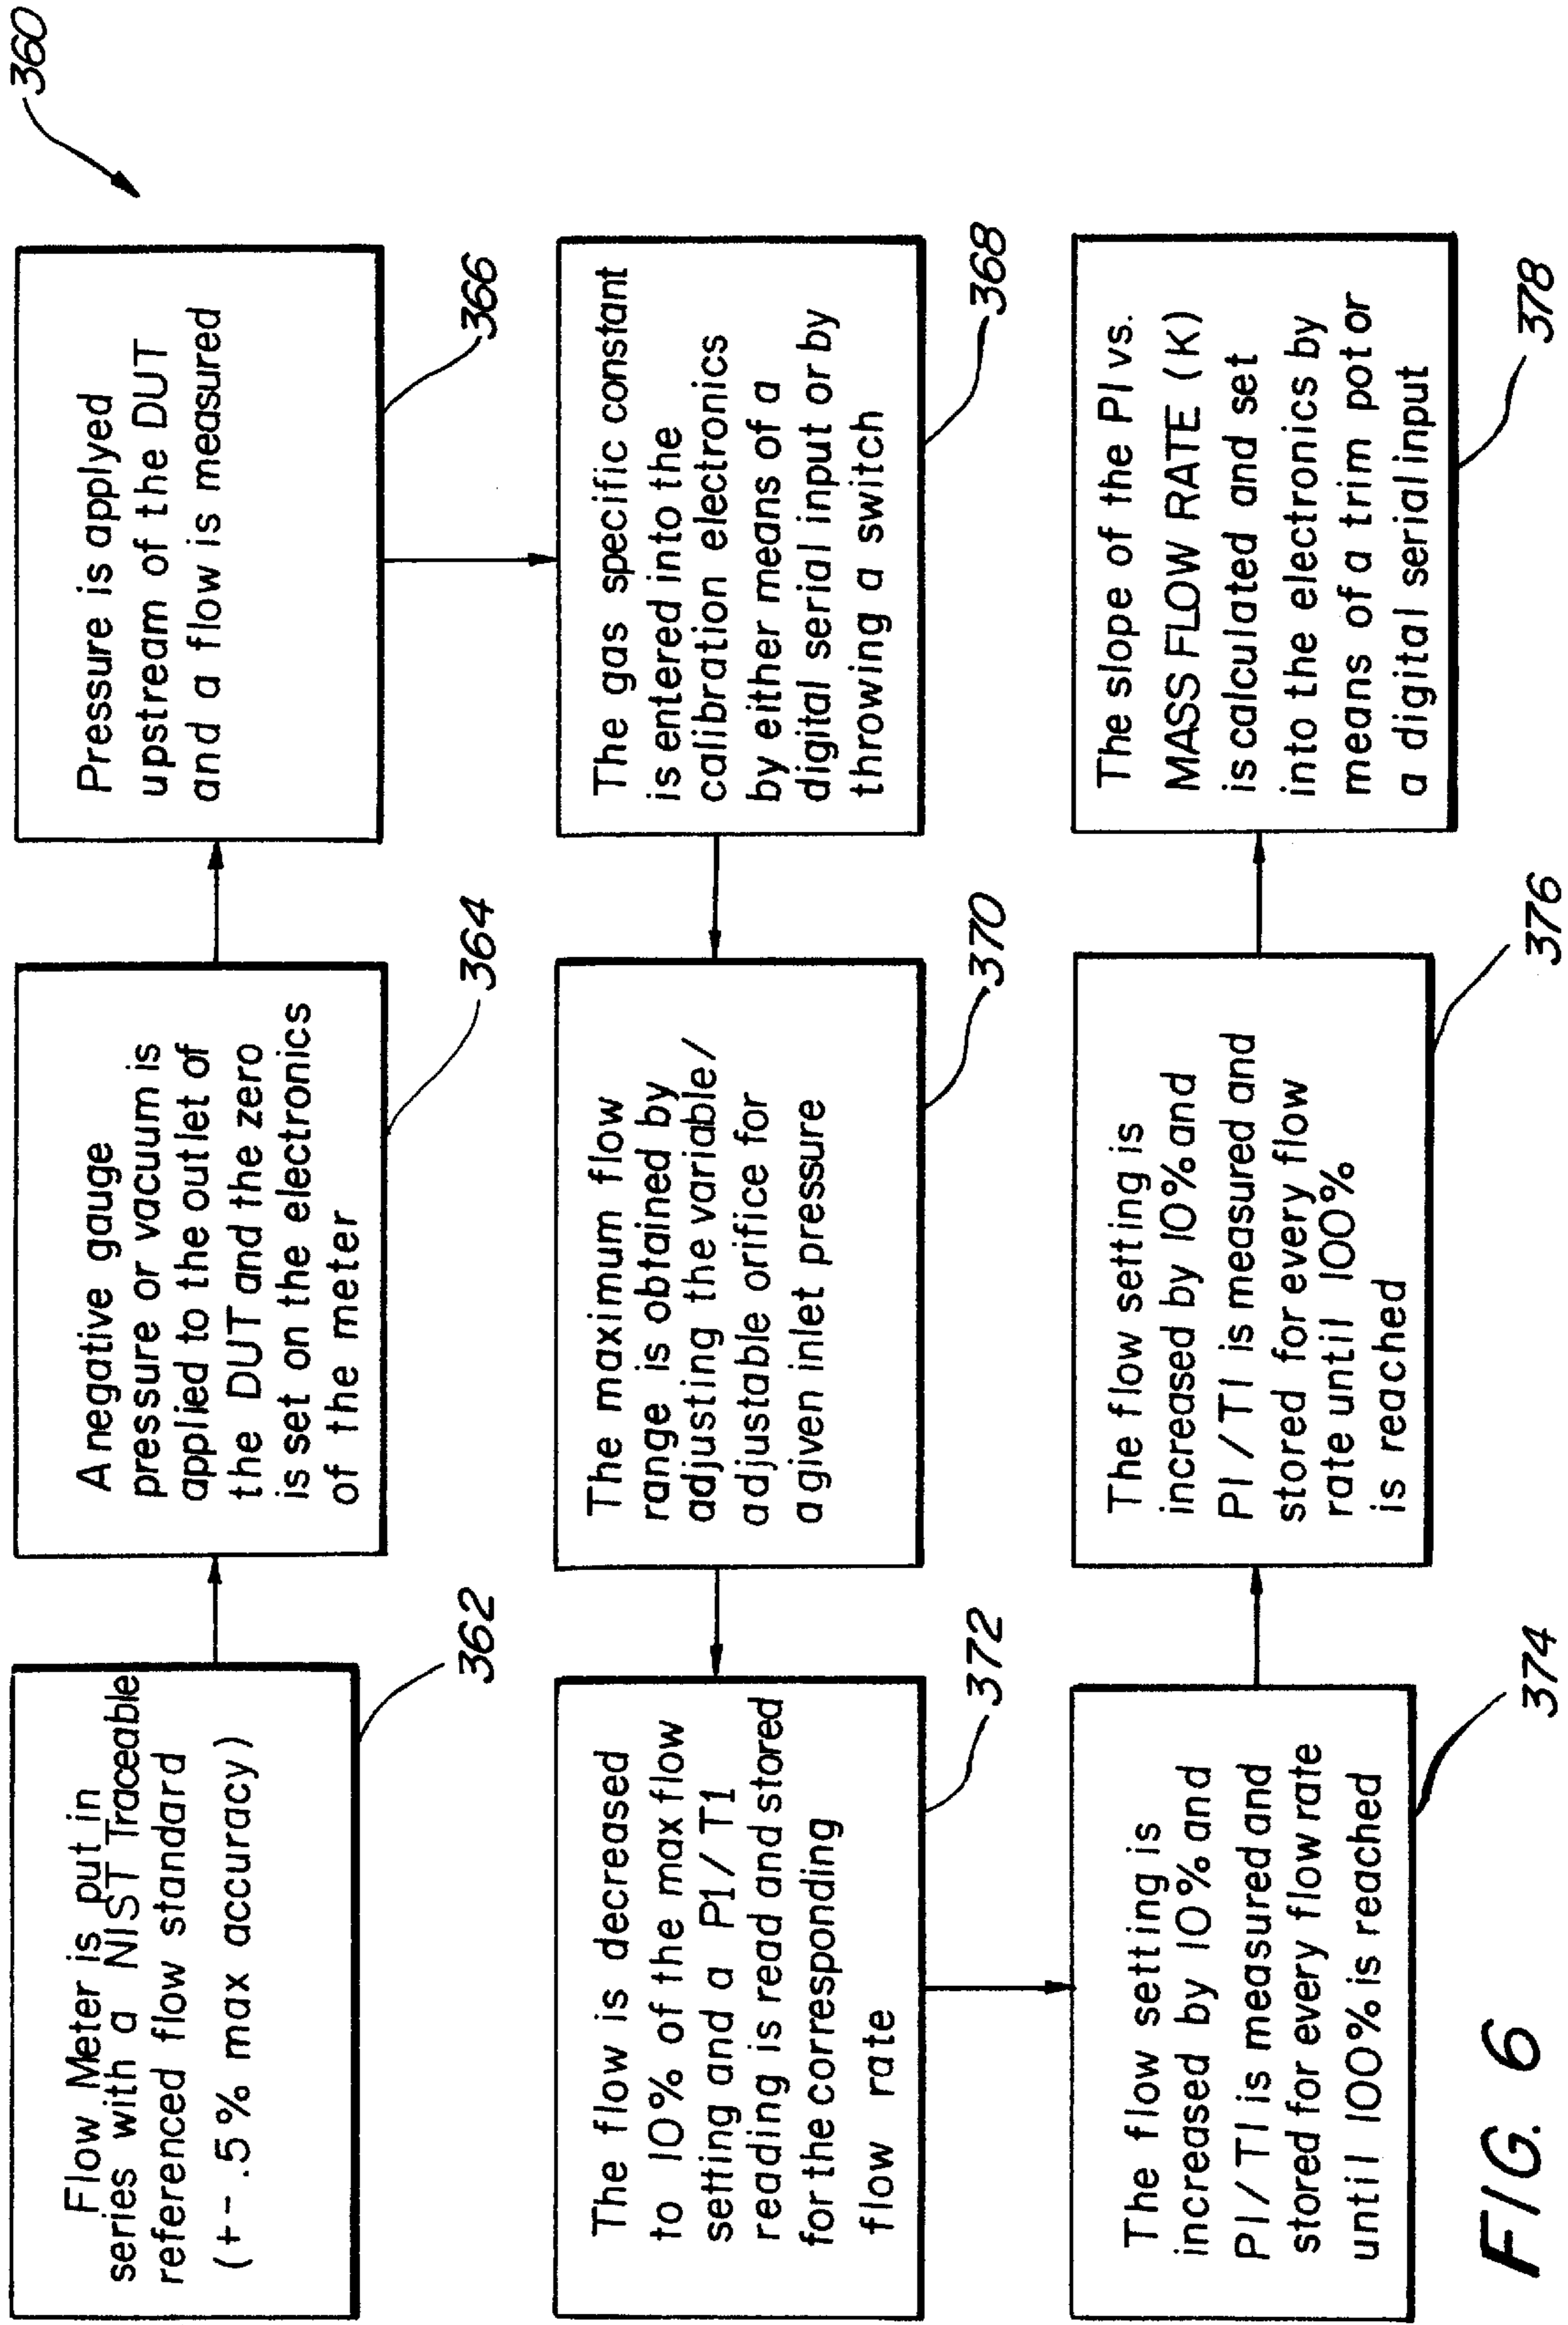 360
Flow Meter is put in
series with a NIST Traceable
referenced flow standard
(+-.5% max accuracy)
362
A negative gauge
pressure or vacuum is
applied to the outlet of
the DUT and the zero
is set on the electronics
of the meter
364
Pressure is applyed
upstream of the DUT
and a flow is measured
366
The gas specific constant
is entered into the
calibration electronics
by either means of a
digital serial input or by
throwing a switch
368
The maximum flow
range is obtained by
adjusting the variable/
adjustable orifice for
a given inlet pressure
370
The flow is decreased
to 10% of the max flow
setting and a P1/T1
reading is read and stored
for the corresponding
flow rate
372
The flow setting is
increased by 10% and
P1/T1 is measured and
stored for every flow rate
until 100% is reached
374
The flow setting is
increased by 10% and
P1/T1 is measured and
stored for every flow
rate until 100%
is reached
376
The slope of the P1 vs.
MASS FLOW RATE (K)
is calculated and set
into the electronics by
means of a trim pot or
a digital serial input
378
FIG. 6